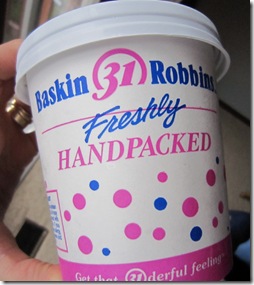 Baskin 31 Robbins
Freshly
HANDPACKED
Get that 31derful feeling